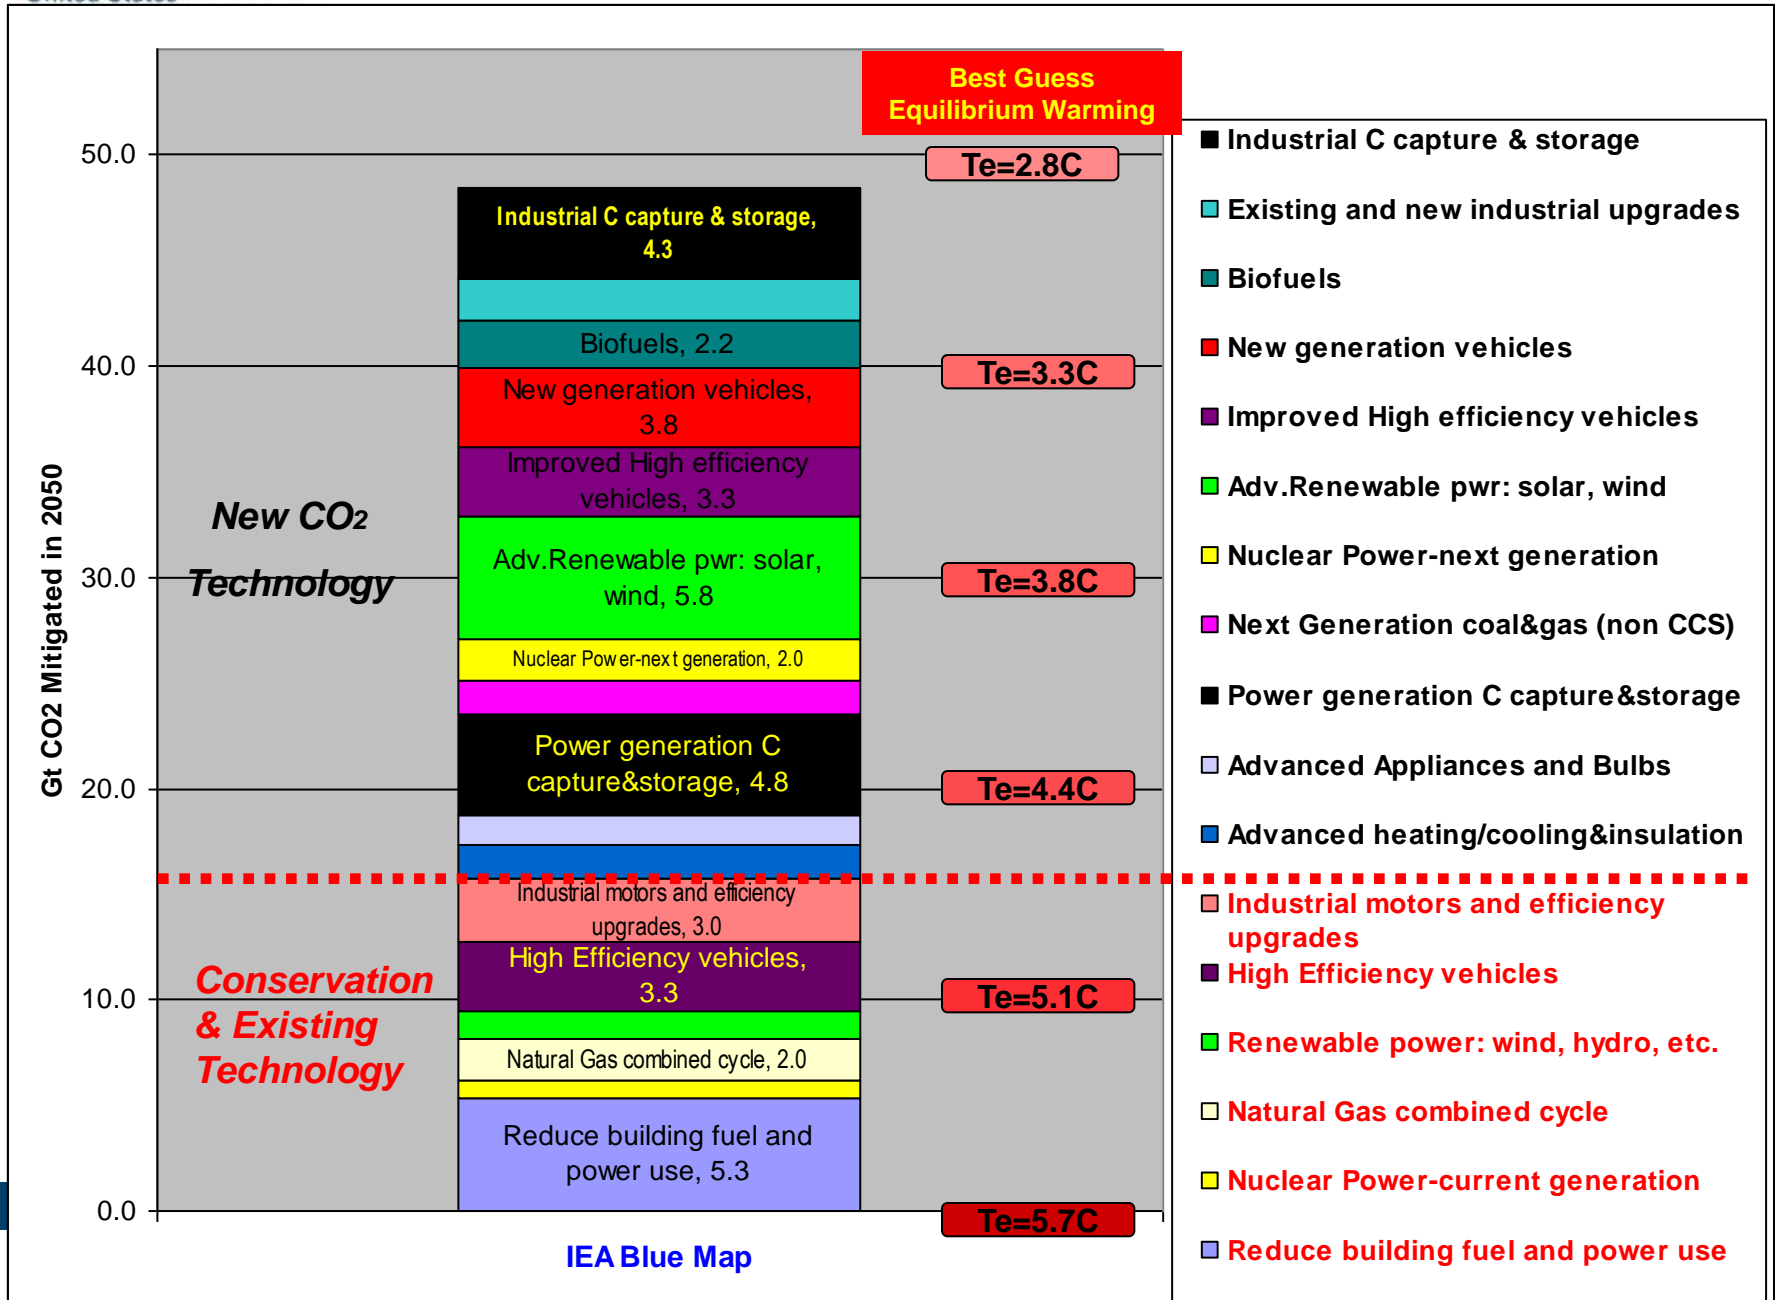 Best Guess
Equilibrium Warming
50.0
40.0
30.0
20.0
10.0
0.0
Gt CO2 Mitigated in 2050
New CO2
Technology
Conservation
& Existing
Technology
Industrial C capture & storage,
4.3
Biofuels, 2.2
New generation vehicles,
3.8
Improved High efficiency
vehicles, 3.3
Adv.Renewable pwr: solar,
wind, 5.8
Nuclear Power-next generation, 2.0
Power generation C
capture&storage, 4.8
Industrial motors and efficiency
upgrades, 3.0
High Efficiency vehicles,
3.3
Natural Gas combined cycle, 2.0
Reduce building fuel and
power use, 5.3
IEA Blue Map
Te=2.8C
Te=3.3C
Te=3.8C
Te=4.4C
Te=5.1C
Te=5.7C
Industrial C capture & storage
Existing and new industrial upgrades
Biofuels
New generation vehicles
Improved High efficiency vehicles
Adv.Renewable pwr: solar, wind
Nuclear Power-next generation
Next Generation coal&gas (non CCS)
Power generation C capture&storage
Advanced Appliances and Bulbs
Advanced heating/cooling&insulation
Industrial motors and efficiency
upgrades
High Efficiency vehicles
Renewable power: wind, hydro, etc.
Natural Gas combined cycle
Nuclear Power-current generation
Reduce building fuel and power use